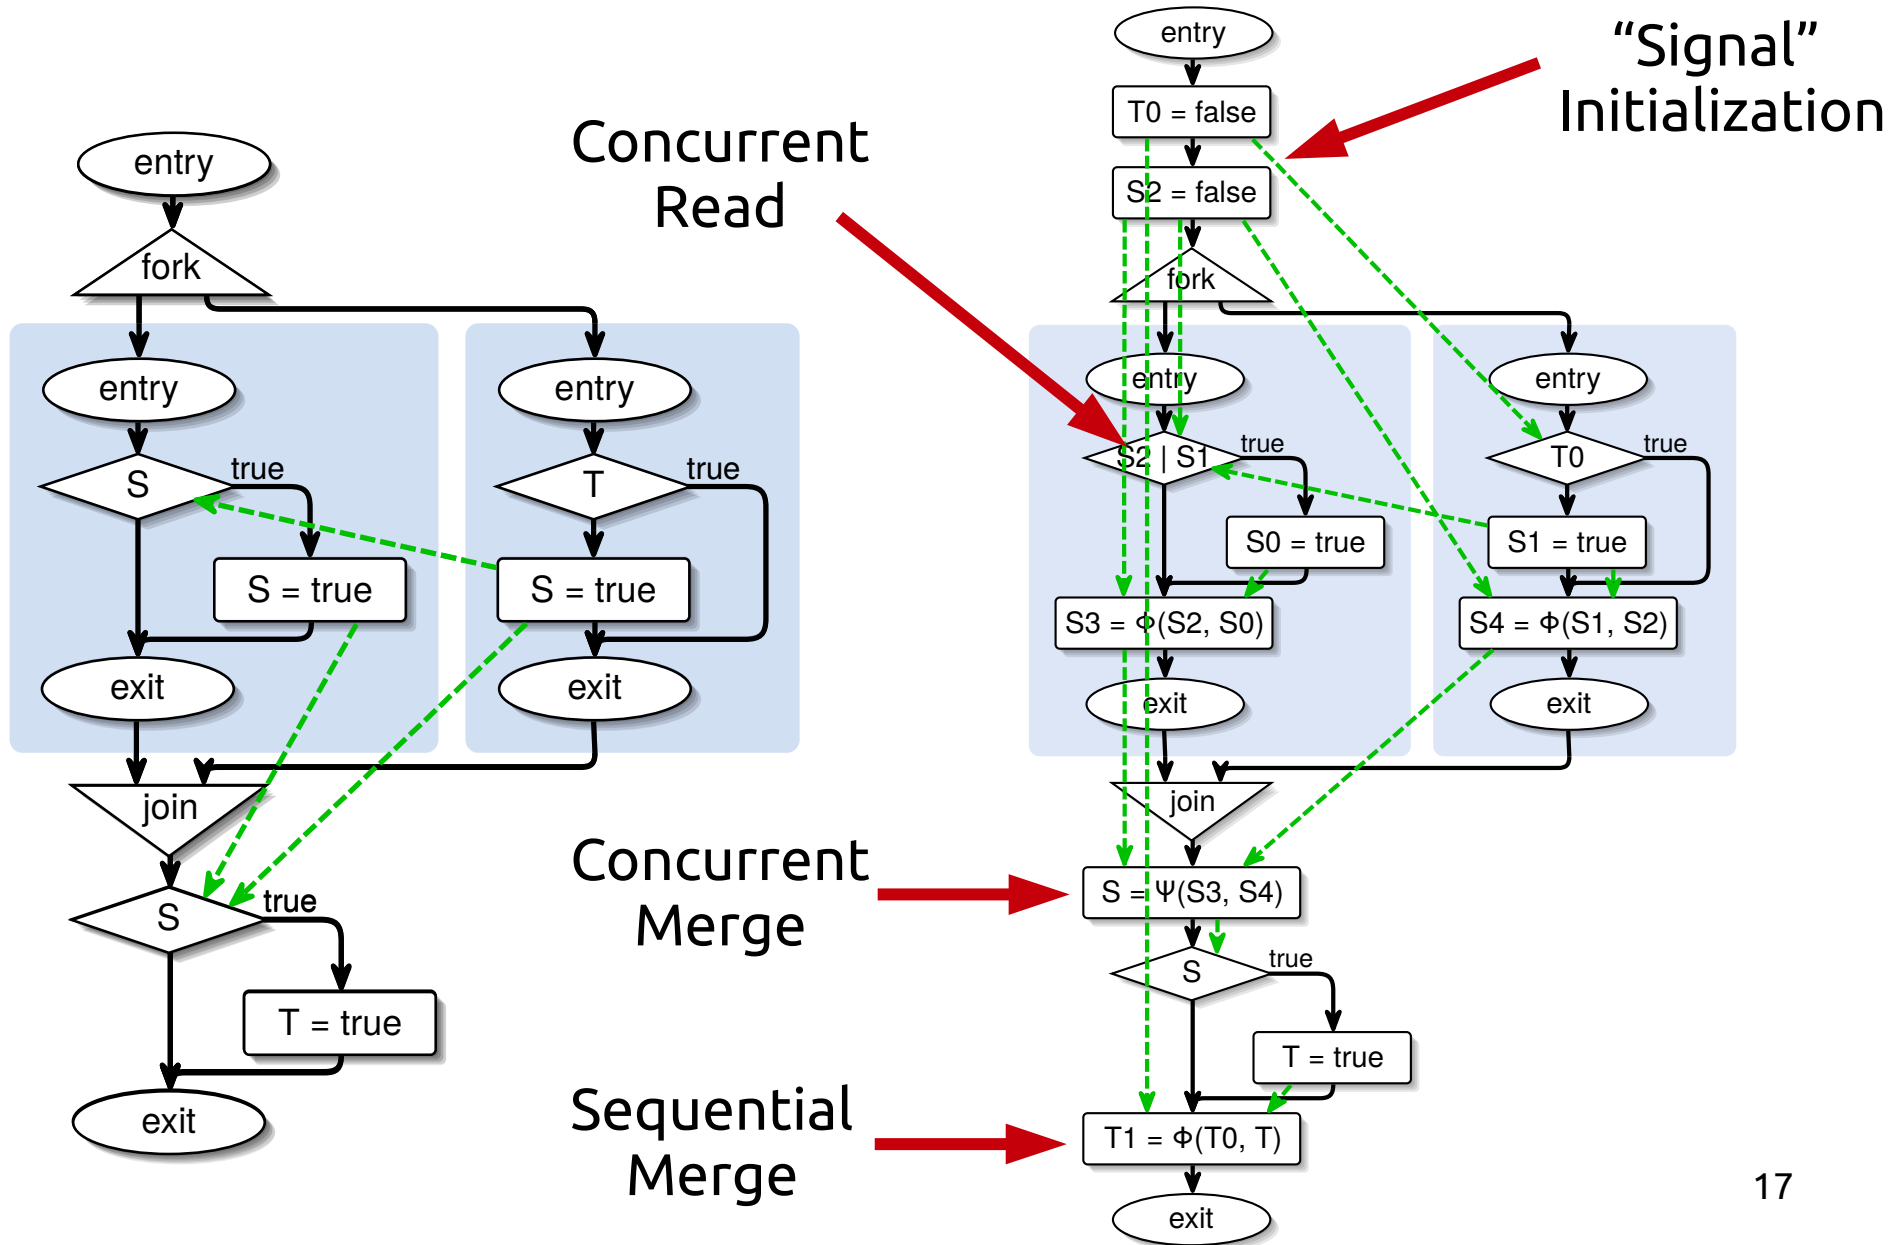 entry
fork
entry
S
true
S = true
exit
entry
T
true
S = true
exit
join
S
true
T = true
exit
Concurrent
Read
Concurrent
Merge
Sequential
Merge
“Signal”
Initialization
entry
T0 = false
S2 = false
fork
entry
S2 | S1
true
S0 = true
S3 = Φ(S2, S0)
exit
entry
T0
true
S1 = true
S4 = Φ(S1, S2)
exit
join
S = Ψ(S3, S4)
S
true
T = true
T1 = Φ(T0, T)
exit
17